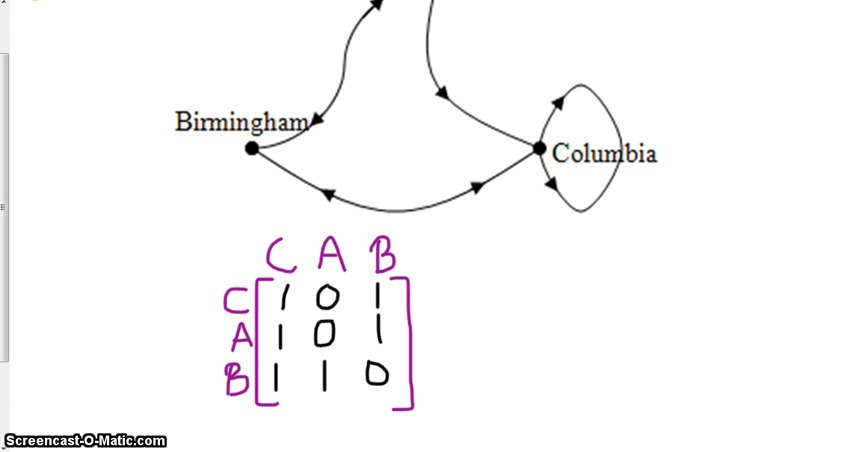 Birmingham
Columbia
C A B
C 1 0 1
A 1 0 1
B 1 1 0
Screencast-O-Matic.com